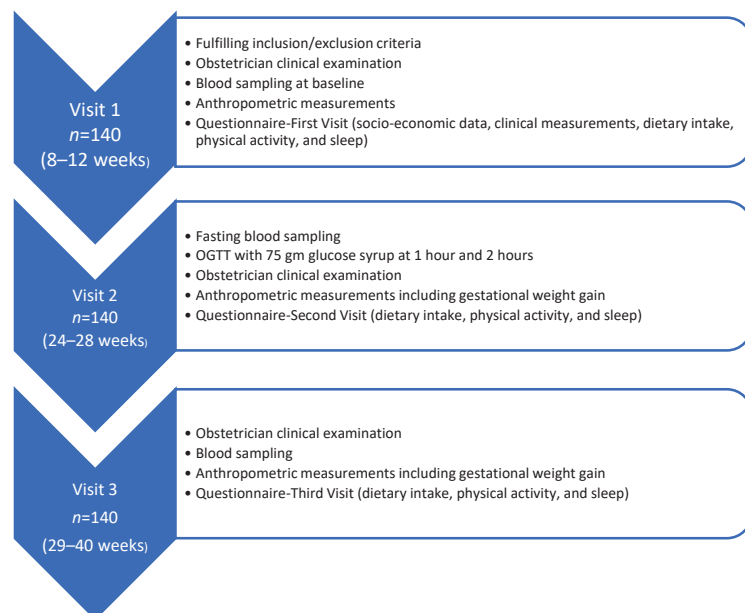 Visit 1
n=140
(8–12 weeks)
• Fulfilling inclusion/exclusion criteria
• Obstetrician clinical examination
• Blood sampling at baseline
• Anthropometric measurements
• Questionnaire-First Visit (socio-economic data, clinical measurements, dietary intake,
physical activity, and sleep)
Visit 2
n=140
(24–28 weeks)
• Fasting blood sampling
• OGTT with 75 gm glucose syrup at 1 hour and 2 hours
• Obstetrician clinical examination
• Anthropometric measurements including gestational weight gain
• Questionnaire-Second Visit (dietary intake, physical activity, and sleep)
Visit 3
n=140
(29–40 weeks)
• Obstetrician clinical examination
• Blood sampling
• Anthropometric measurements including gestational weight gain
• Questionnaire-Third Visit (dietary intake, physical activity, and sleep)